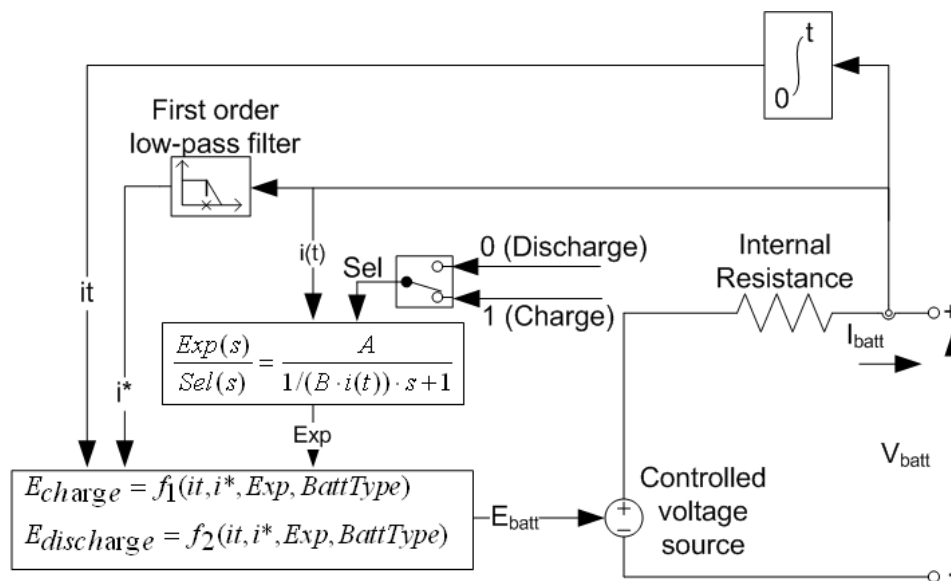 t
∫
0
First order
low-pass filter
i(t)
it
i*
Sel
0 (Discharge)
1 (Charge)
Internal
Resistance
+
I_batt
Exp(s)/Sel(s) = A/(1/(B·i(t))·s+1)
Exp
V_batt
E_charge = f_1(it,i*,Exp,BattType)
E_discharge = f_2(it,i*,Exp,BattType)
E_batt
+
−
Controlled
voltage
source
-